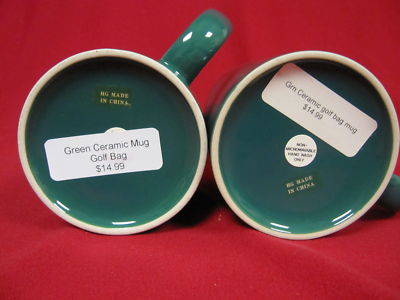 HG MADE
IN CHINA
Green Ceramic Mug
Golf Bag
$14.99
Grn Ceramic golf bag mug
$14.99
NON-
MICROWAVABLE
HAND WASH
ONLY
HG MADE
IN CHINA